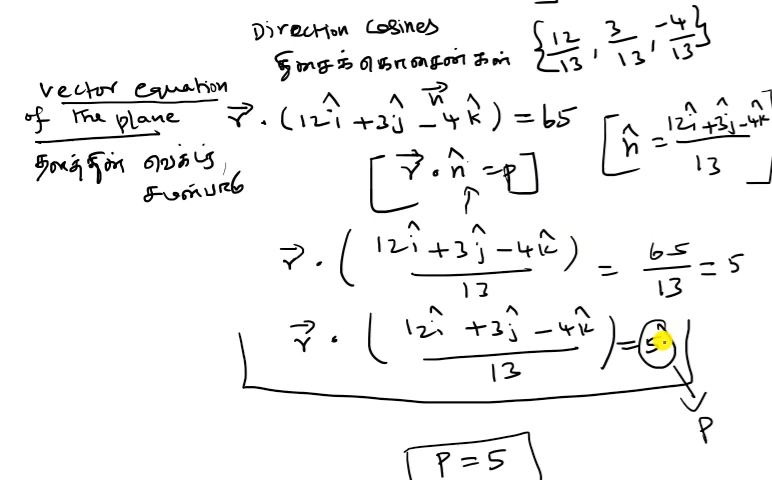 Direction Cosines
திசைக் கொசைன்கள் {12/13, 3/13, -4/13}
Vector equation
of the plane
r⃗ · (12î + 3ĵ - 4k̂) = 65
n⃗
[n̂ = 12î + 3ĵ - 4k̂ / 13]
தளத்தின் வெக்டர்
சமன்பாடு
[r⃗ · n̂ = p]
r⃗ · (12î + 3ĵ - 4k̂ / 13) = 65/13 = 5
r⃗ · (12î + 3ĵ - 4k̂ / 13) = 5
P
P = 5